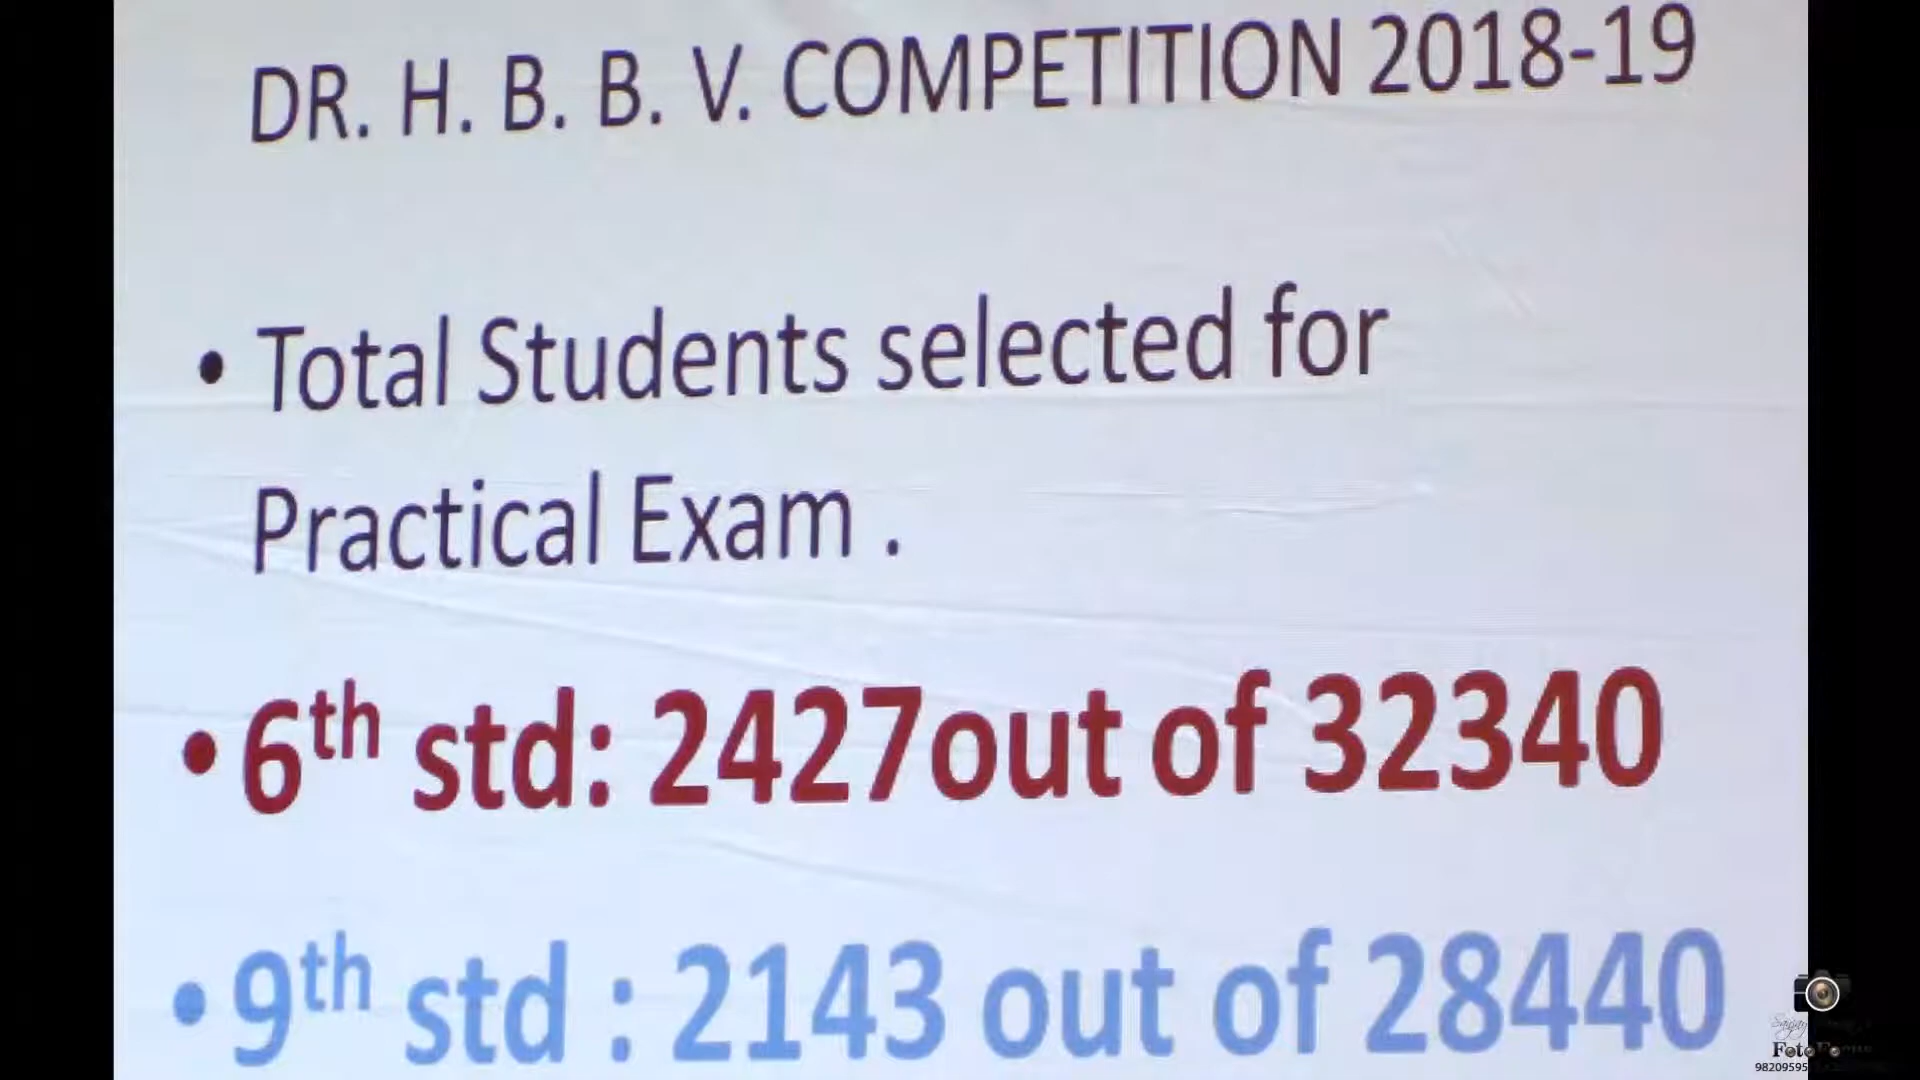 DR. H. B. B. V. COMPETITION 2018-19
• Total Students selected for
Practical Exam .
• 6th std: 2427out of 32340
• 9th std : 2143 out of 28440